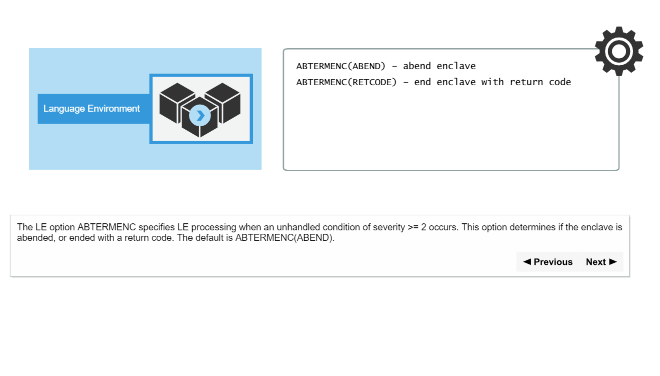 Language Environment
ABTERMENC(ABEND) – abend enclave
ABTERMENC(RETCODE) – end enclave with return code
The LE option ABTERMENC specifies LE processing when an unhandled condition of severity >= 2 occurs. This option determines if the enclave is
abended, or ended with a return code. The default is ABTERMENC(ABEND).
◄ Previous Next ►